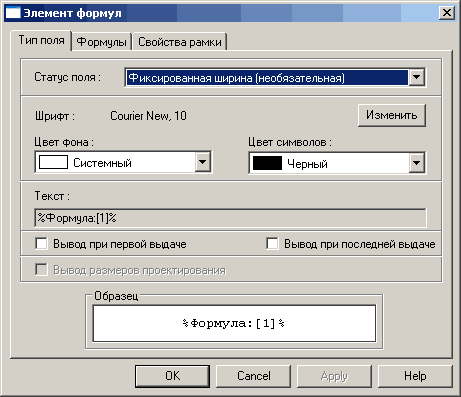 Элемент формул
Тип поля Формулы Свойства рамки
Статус поля : Фиксированная ширина (необязательная)
Шрифт : Courier New, 10 Изменить
Цвет фона : Цвет символов :
Системный Черный
Текст :
%Формула:[1]%
Вывод при первой выдаче Вывод при последней выдаче
Вывод размеров проектирования
Образец
%Формула:[1]%
OK Cancel Apply Help